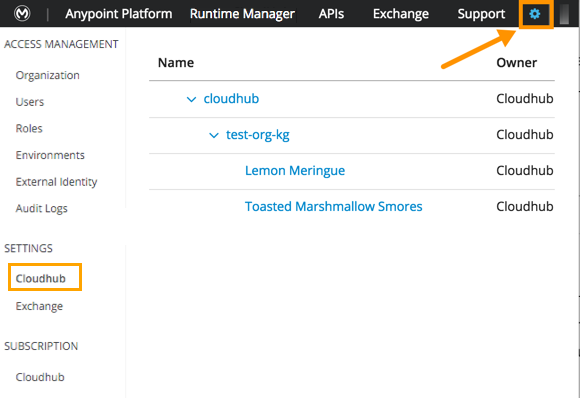 Anypoint Platform Runtime Manager APIs Exchange Support
ACCESS MANAGEMENT
Organization
Users
Roles
Environments
External Identity
Audit Logs
SETTINGS
Cloudhub
Exchange
SUBSCRIPTION
Cloudhub
Name Owner
cloudhub Cloudhub
test-org-kg Cloudhub
Lemon Meringue Cloudhub
Toasted Marshmallow Smores Cloudhub